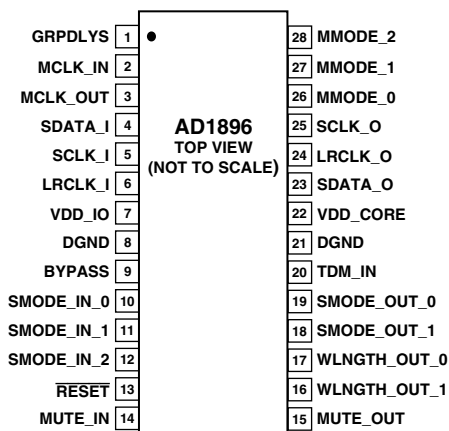 GRPDLYS 1 28 MMODE_2
MCLK_IN 2 27 MMODE_1
MCLK_OUT 3 26 MMODE_0
SDATA_I 4 AD1896 25 SCLK_O
SCLK_I 5 TOP VIEW 24 LRCLK_O
LRCLK_I 6 (NOT TO SCALE) 23 SDATA_O
VDD_IO 7 22 VDD_CORE
DGND 8 21 DGND
BYPASS 9 20 TDM_IN
SMODE_IN_0 10 19 SMODE_OUT_0
SMODE_IN_1 11 18 SMODE_OUT_1
SMODE_IN_2 12 17 WLNGTH_OUT_0
RESET 13 16 WLNGTH_OUT_1
MUTE_IN 14 15 MUTE_OUT